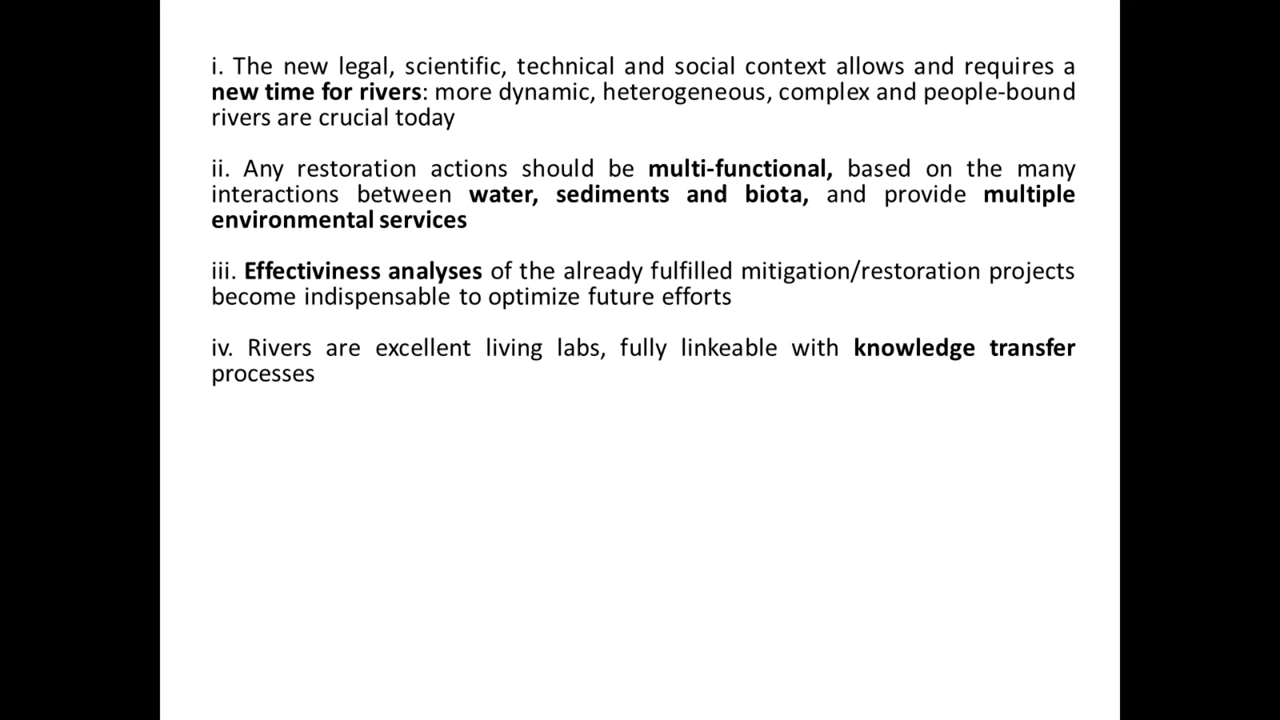 i. The new legal, scientific, technical and social context allows and requires a
new time for rivers: more dynamic, heterogeneous, complex and people-bound
rivers are crucial today
ii. Any restoration actions should be multi-functional, based on the many
interactions between water, sediments and biota, and provide multiple
environmental services
iii. Effectiviness analyses of the already fulfilled mitigation/restoration projects
become indispensable to optimize future efforts
iv. Rivers are excellent living labs, fully linkeable with knowledge transfer
processes